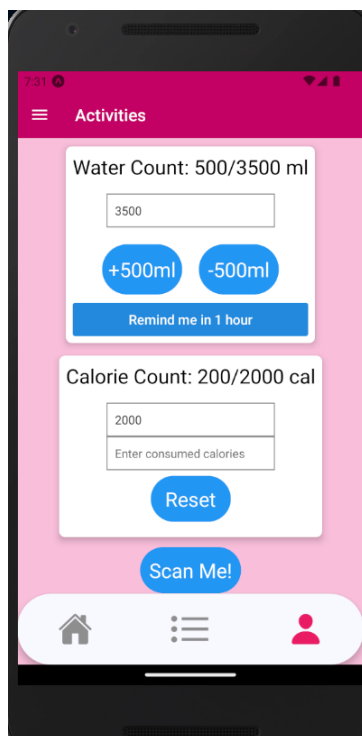 7:31
Activities
Water Count: 500/3500 ml
3500
+500ml -500ml
Remind me in 1 hour
Calorie Count: 200/2000 cal
2000
Enter consumed calories
Reset
Scan Me!